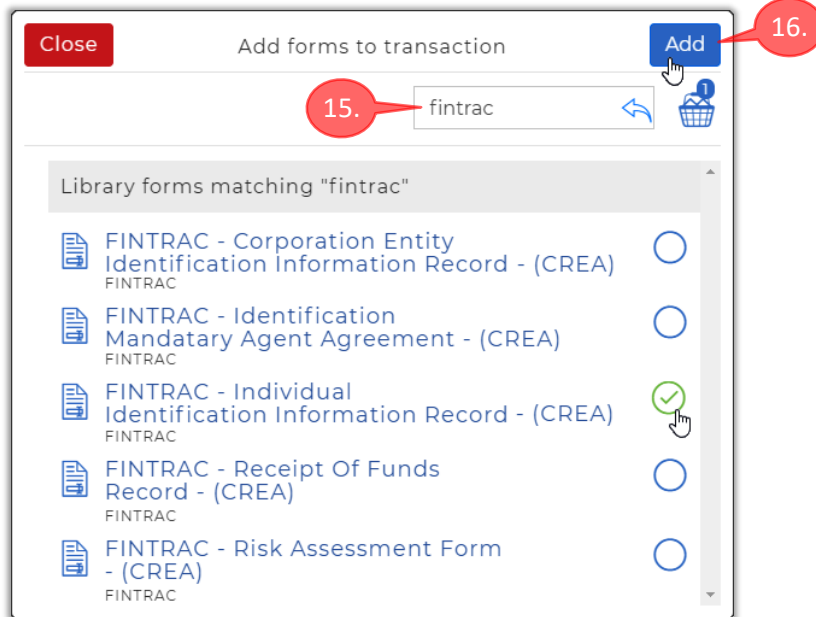 Close
Add forms to transaction
Add
16.
15.
fintrac
1
Library forms matching "fintrac"
FINTRAC - Corporation Entity
Identification Information Record - (CREA)
FINTRAC
FINTRAC - Identification
Mandatary Agent Agreement - (CREA)
FINTRAC
FINTRAC - Individual
Identification Information Record - (CREA)
FINTRAC
FINTRAC - Receipt Of Funds
Record - (CREA)
FINTRAC
FINTRAC - Risk Assessment Form
- (CREA)
FINTRAC